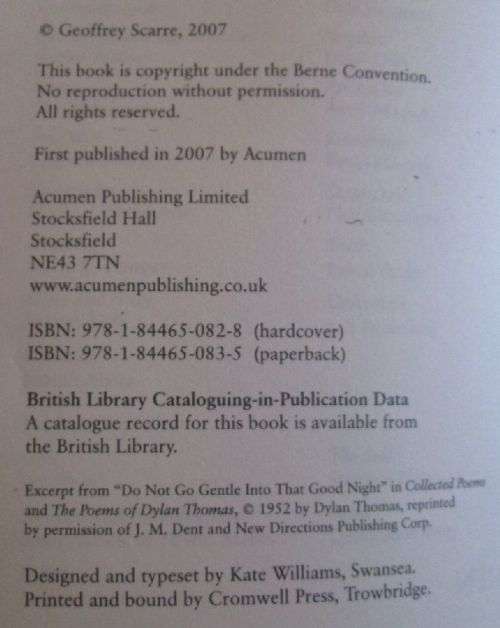 © Geoffrey Scarre, 2007
This book is copyright under the Berne Convention.
No reproduction without permission.
All rights reserved.
First published in 2007 by Acumen
Acumen Publishing Limited
Stocksfield Hall
Stocksfield
NE43 7TN
www.acumenpublishing.co.uk
ISBN: 978-1-84465-082-8 (hardcover)
ISBN: 978-1-84465-083-5 (paperback)
British Library Cataloguing-in-Publication Data
A catalogue record for this book is available from
the British Library.
Excerpt from “Do Not Go Gentle Into That Good Night” in Collected Poems
and The Poems of Dylan Thomas, © 1952 by Dylan Thomas, reprinted
by permission of J. M. Dent and New Directions Publishing Corp.
Designed and typeset by Kate Williams, Swansea.
Printed and bound by Cromwell Press, Trowbridge.